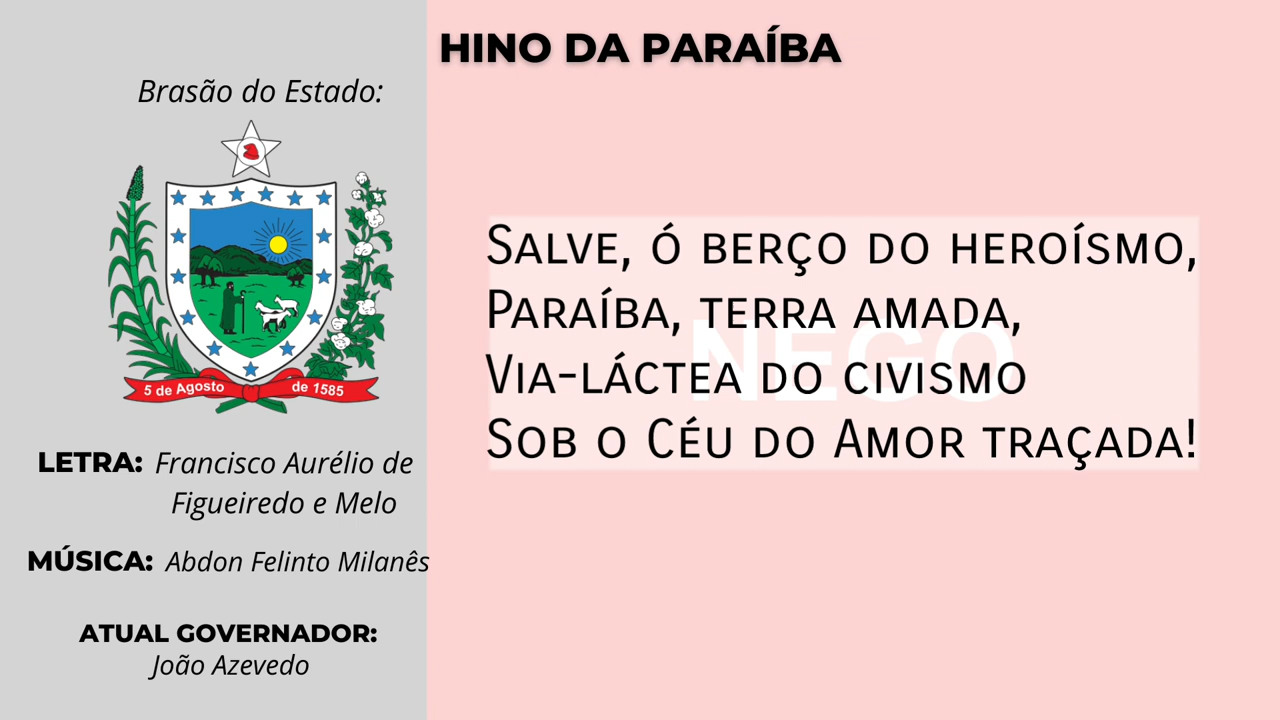 HINO DA PARAÍBA
Brasão do Estado:
5 de Agosto de 1585
LETRA: Francisco Aurélio de
Figueiredo e Melo
MÚSICA: Abdon Felinto Milanês
ATUAL GOVERNADOR:
João Azevedo
Salve, ó berço do heroísmo,
Paraíba, terra amada,
Via-láctea do civismo
Sob o Céu do Amor traçada!
NEGO